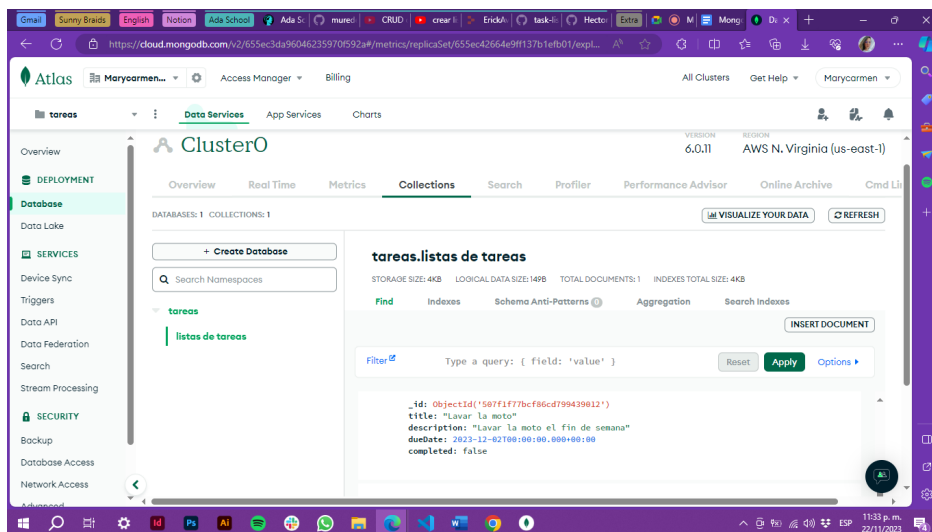 Gmail Sunny Braids English Notion Ada School Ada Sc mured CRUD crear li ErickAv task-li Hector Extra M Mong Da
https://cloud.mongodb.com/v2/655ec3da96046235970f592a#/metrics/replicaSet/655ec42664e9ff137b1efb01/expl...
Atlas Marycarmen... Access Manager Billing All Clusters Get Help Marycarmen
tareas Data Services App Services Charts
Overview
DEPLOYMENT
Database
Data Lake
SERVICES
Device Sync
Triggers
Data API
Data Federation
Search
Stream Processing
SECURITY
Backup
Database Access
Network Access
Advanced
Cluster0
VERSION REGION
6.0.11 AWS N. Virginia (us-east-1)
Overview Real Time Metrics Collections Search Profiler Performance Advisor Online Archive Cmd Lin
DATABASES: 1 COLLECTIONS: 1
VISUALIZE YOUR DATA REFRESH
+ Create Database
Search Namespaces
tareas
listas de tareas
tareas.listas de tareas
STORAGE SIZE: 4KB LOGICAL DATA SIZE: 149B TOTAL DOCUMENTS: 1 INDEXES TOTAL SIZE: 4KB
Find Indexes Schema Anti-Patterns 0 Aggregation Search Indexes
INSERT DOCUMENT
Filter Type a query: { field: 'value' } Reset Apply Options
_id: ObjectId('507f1f77bcf86cd799439012')
title: "Lavar la moto"
description: "Lavar la moto el fin de semana"
dueDate: 2023-12-02T00:00:00.000+00:00
completed: false
Id Ps Ai ESP 11:33 p. m.
22/11/2023